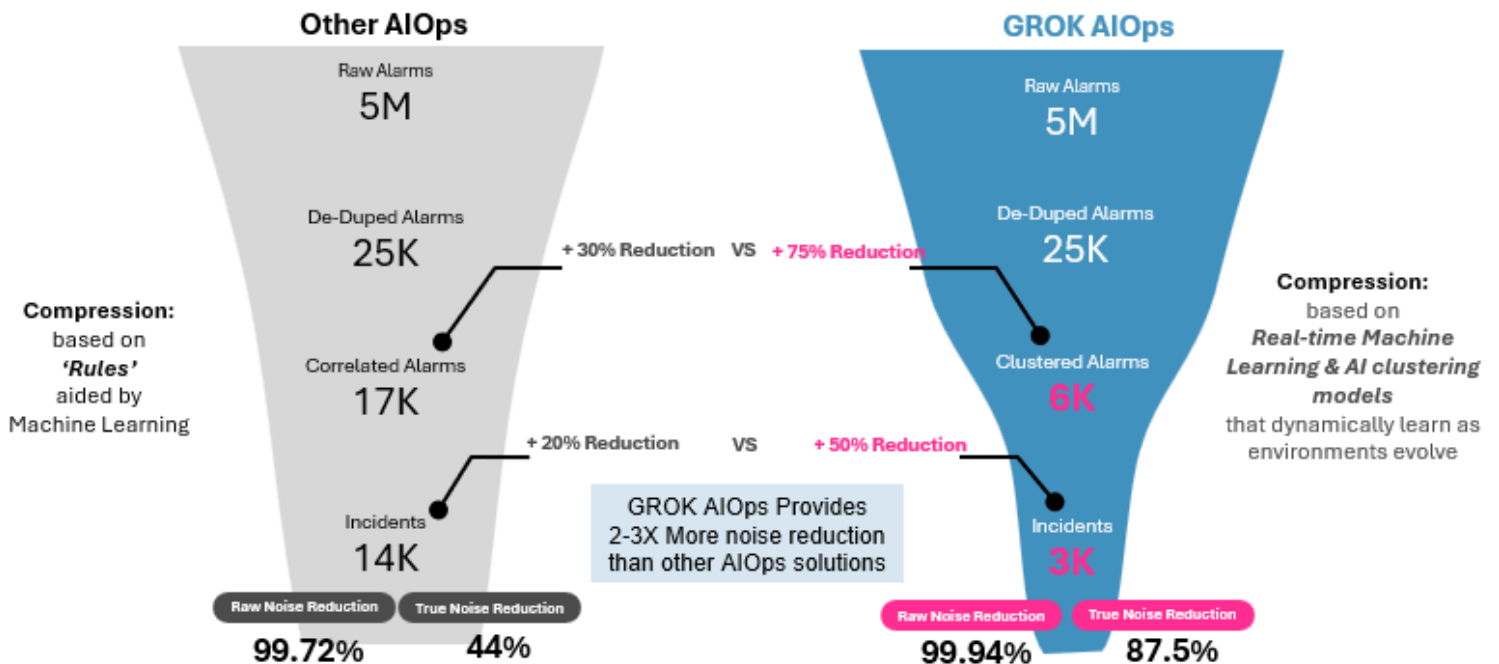 Other AIOps
Raw Alarms
5M
De-Duped Alarms
25K
Correlated Alarms
17K
Incidents
14K
Raw Noise Reduction
99.72%
True Noise Reduction
44%
Compression:
based on
‘Rules’
aided by
Machine Learning
+ 30% Reduction VS + 75% Reduction
+ 20% Reduction VS + 50% Reduction
GROK AIOps Provides
2-3X More noise reduction
than other AIOps solutions
GROK AIOps
Raw Alarms
5M
De-Duped Alarms
25K
Clustered Alarms
6K
Incidents
3K
Raw Noise Reduction
99.94%
True Noise Reduction
87.5%
Compression:
based on
Real-time Machine
Learning & AI clustering
models
that dynamically learn as
environments evolve